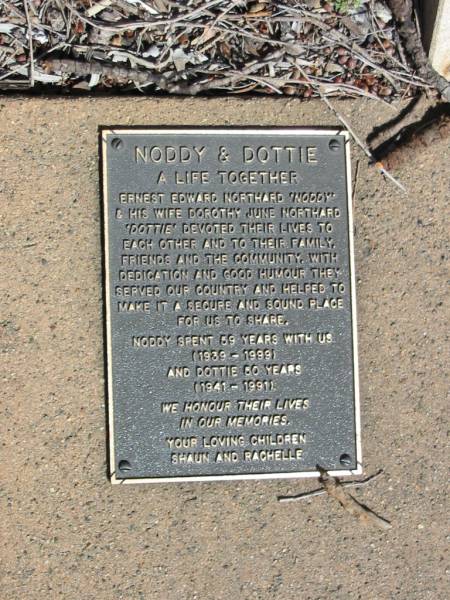 NODDY & DOTTIE
A LIFE TOGETHER
ERNEST EDWARD NORTHARD 'NODDY'
& HIS WIFE DOROTHY JUNE NORTHARD
'DOTTIE' DEVOTED THEIR LIVES TO
EACH OTHER AND TO THEIR FAMILY,
FRIENDS AND THE COMMUNITY. WITH
DEDICATION AND GOOD HUMOUR THEY
SERVED OUR COUNTRY AND HELPED TO
MAKE IT A SECURE AND SOUND PLACE
FOR US TO SHARE.
NODDY SPENT 59 YEARS WITH US
(1939 - 1999)
AND DOTTIE 50 YEARS
(1941 - 1991).
WE HONOUR THEIR LIVES
IN OUR MEMORIES.
YOUR LOVING CHILDREN
SHAUN AND RACHELLE